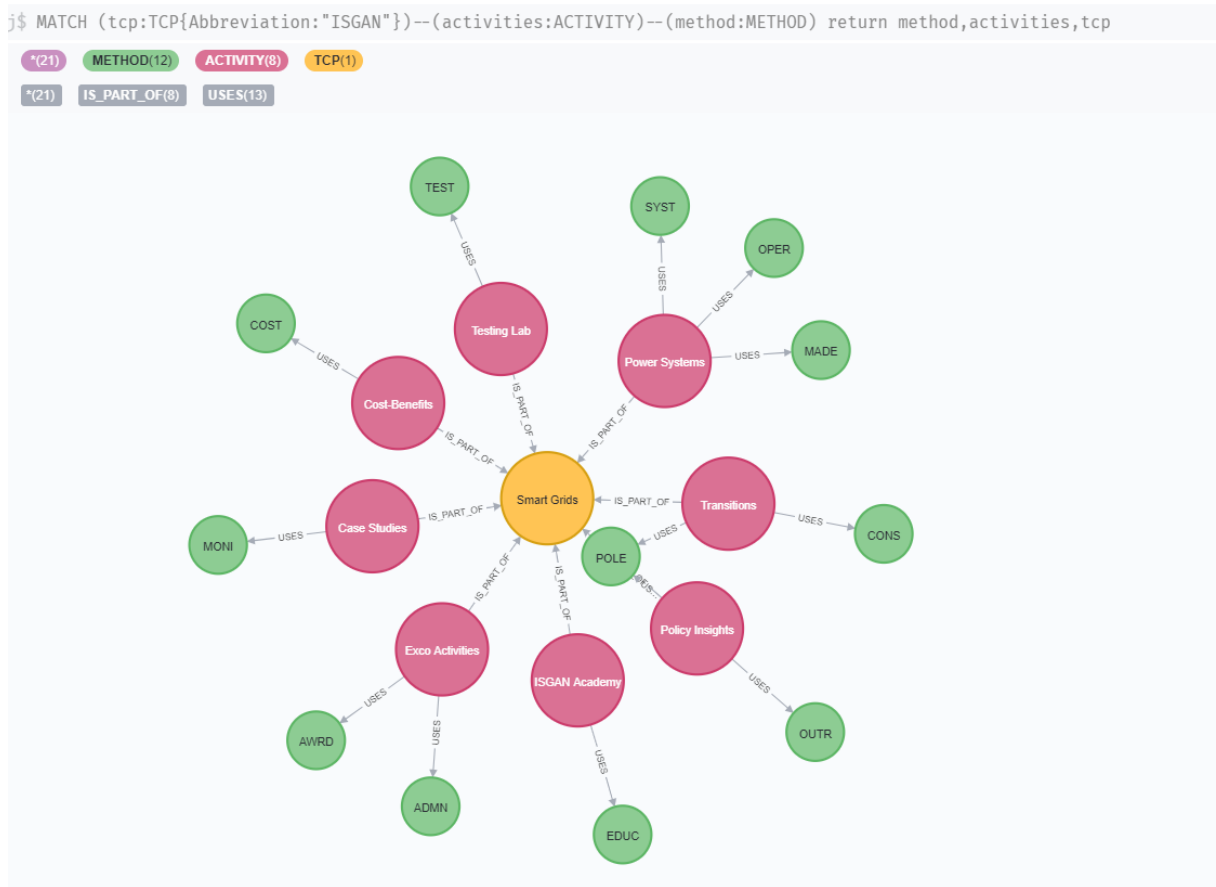 j$ MATCH (tcp:TCP{Abbreviation:"ISGAN"})--(activities:ACTIVITY)--(method:METHOD) return method,activities,tcp
*(21) METHOD(12) ACTIVITY(8) TCP(1)
*(21) IS_PART_OF(8) USES(13)
TEST
SYST
OPER
USES
USES
USES
COST
Testing Lab
USES
Power Systems
USES
MADE
Cost-Benefits
IS_PART_OF
IS_PART_OF
IS_PART_OF
Smart Grids
IS_PART_OF
Transitions
IS_PART_OF
Case Studies
USES
USES
USES
CONS
MONI
POLE
IS_PART_OF
IS_PART_OF
Policy Insights
Exco Activities
ISGAN Academy
USES
USES
USES
OUTR
AWRD
USES
ADMN
EDUC